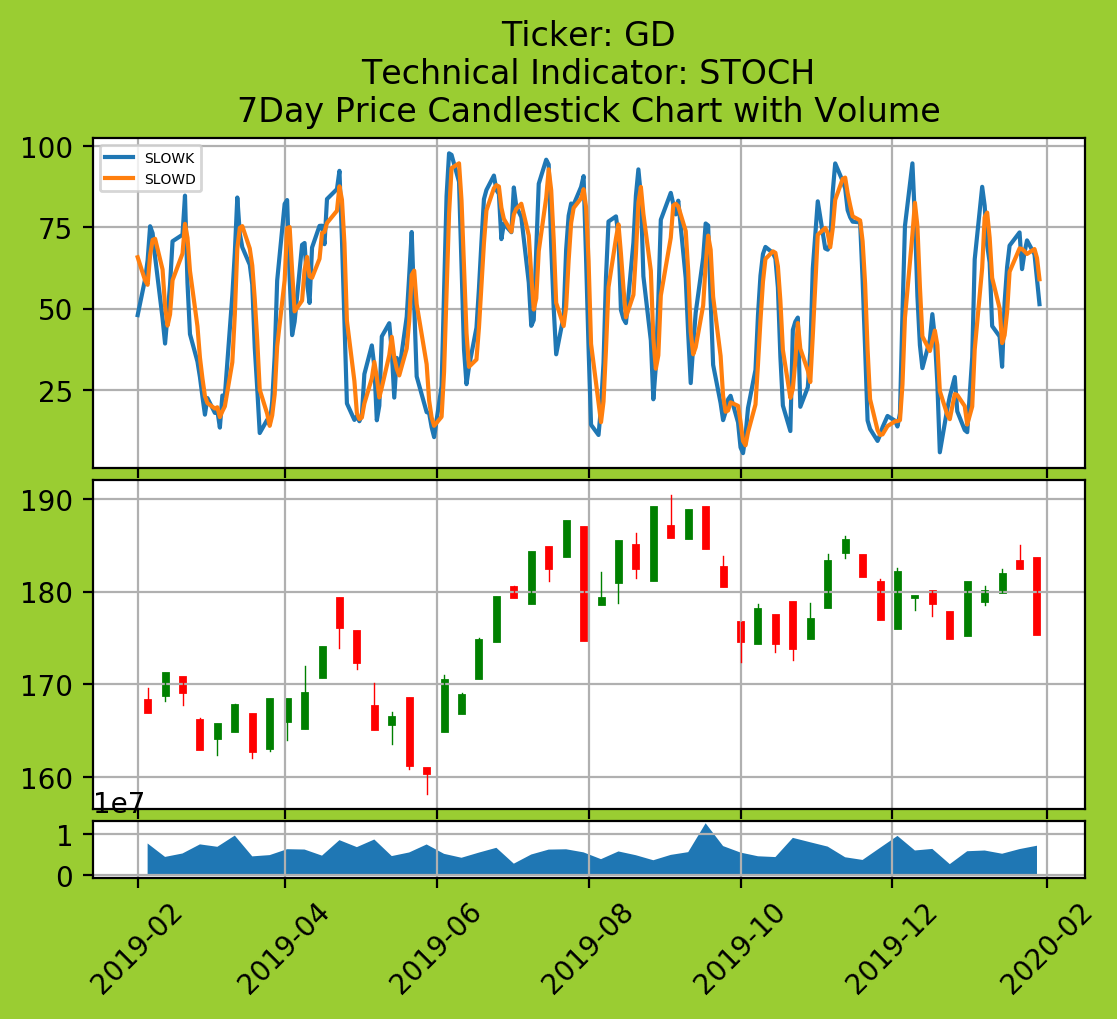 Ticker: GD
Technical Indicator: STOCH
7Day Price Candlestick Chart with Volume
100
SLOWK
SLOWD
75
50
25
190
180
170
160
1e7
1
0
2019-02 2019-04 2019-06 2019-08 2019-10 2019-12 2020-02